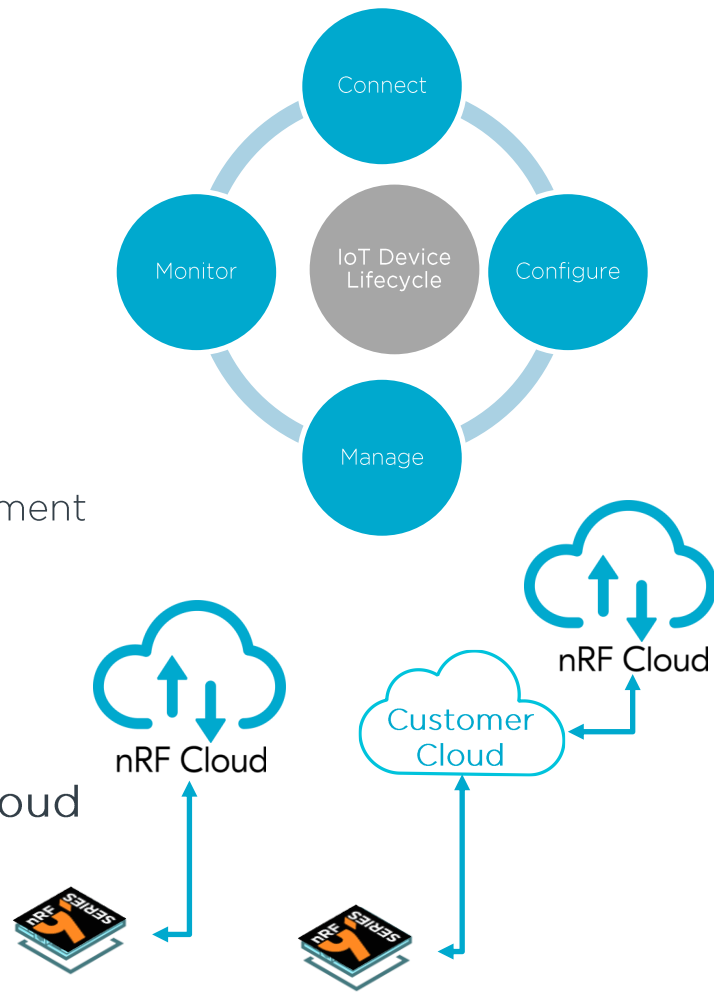 Connect
Monitor
IoT Device
Lifecycle
Configure
Manage
ment
nRF Cloud
Customer
Cloud
nRF Cloud
oud
nRF
SERIES
nRF
SERIES